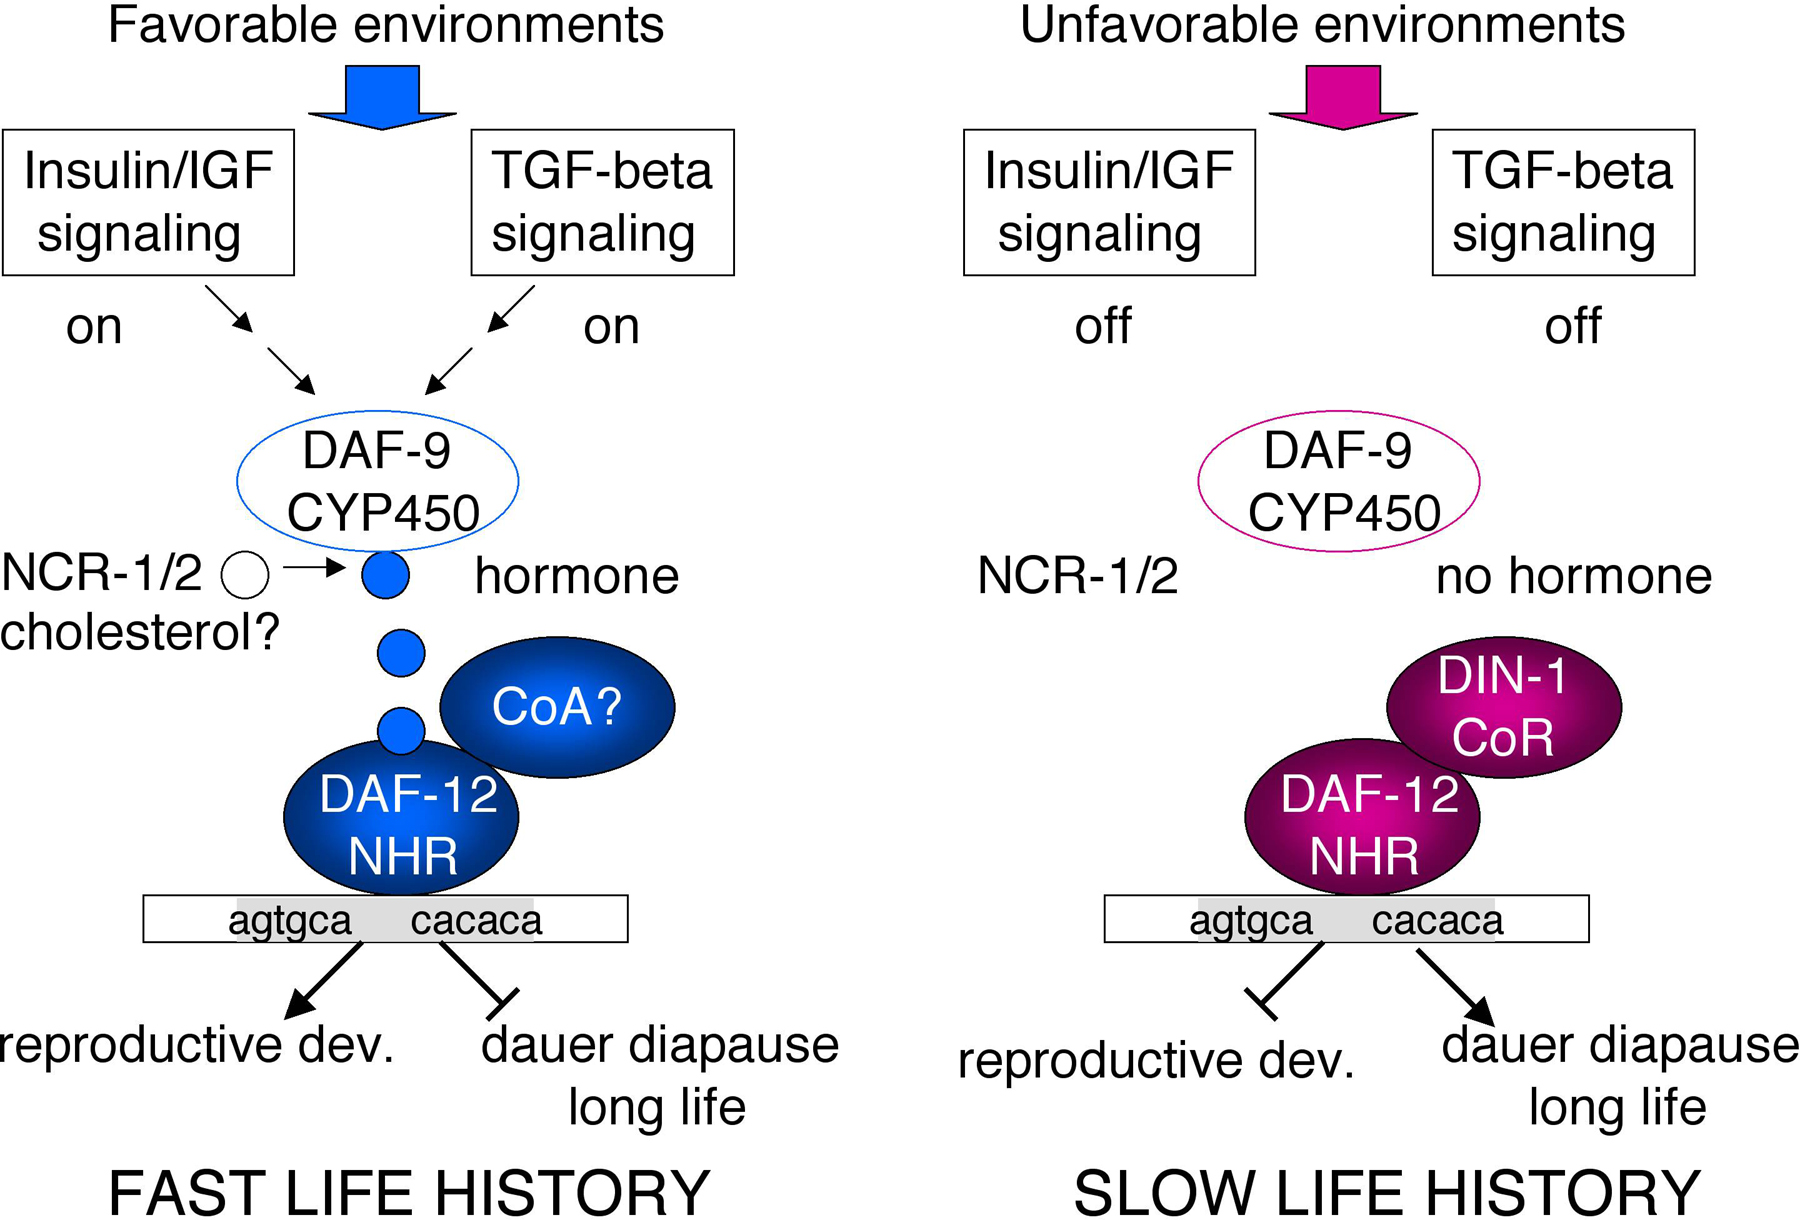 Favorable environments
Insulin/IGF
signaling
TGF-beta
signaling
on
on
DAF-9
CYP450
NCR-1/2
cholesterol?
hormone
CoA?
DAF-12
NHR
agtgca cacaca
reproductive dev.
dauer diapause
long life
FAST LIFE HISTORY
Unfavorable environments
Insulin/IGF
signaling
TGF-beta
signaling
off
off
DAF-9
CYP450
NCR-1/2
no hormone
DIN-1
CoR
DAF-12
NHR
agtgca cacaca
reproductive dev.
dauer diapause
long life
SLOW LIFE HISTORY